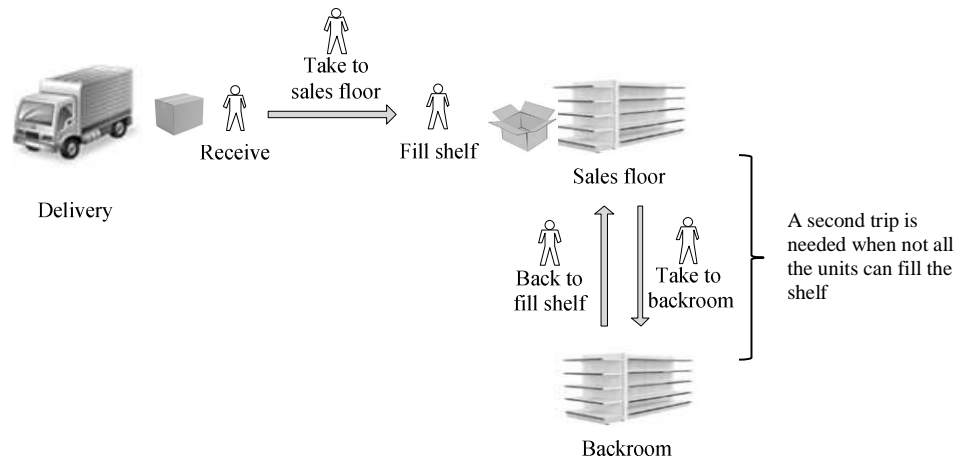 Take to
sales floor
Receive
Fill shelf
Delivery
Sales floor
Back to
fill shelf
Take to
backroom
A second trip is
needed when not all
the units can fill the
shelf
Backroom